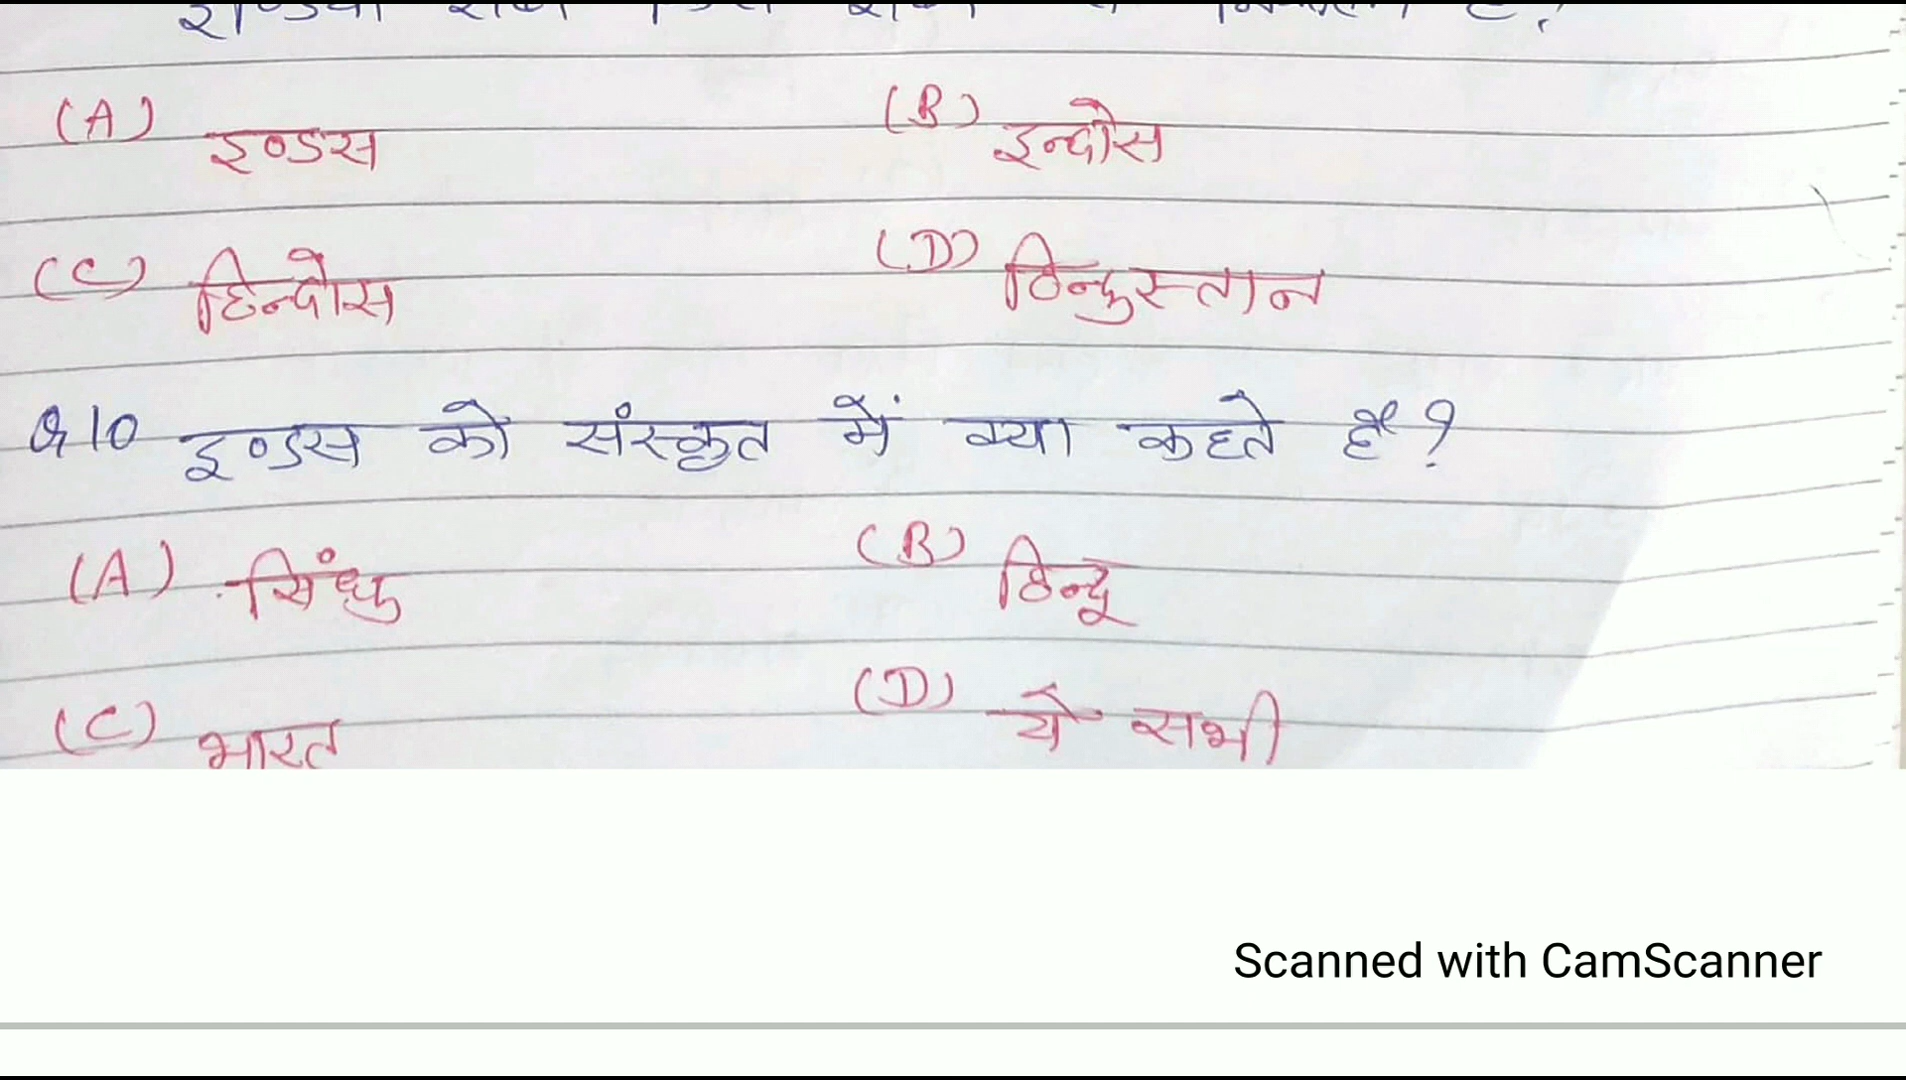 (A) इण्डस (B) इन्दोस
(C) हिन्दोस (D) हिन्दुस्तान
Q10 इण्डस को संस्कृत में क्या कहते है?
(A) सिंधु (B) हिन्दू
(C) भारत (D) ये सभी
Scanned with CamScanner